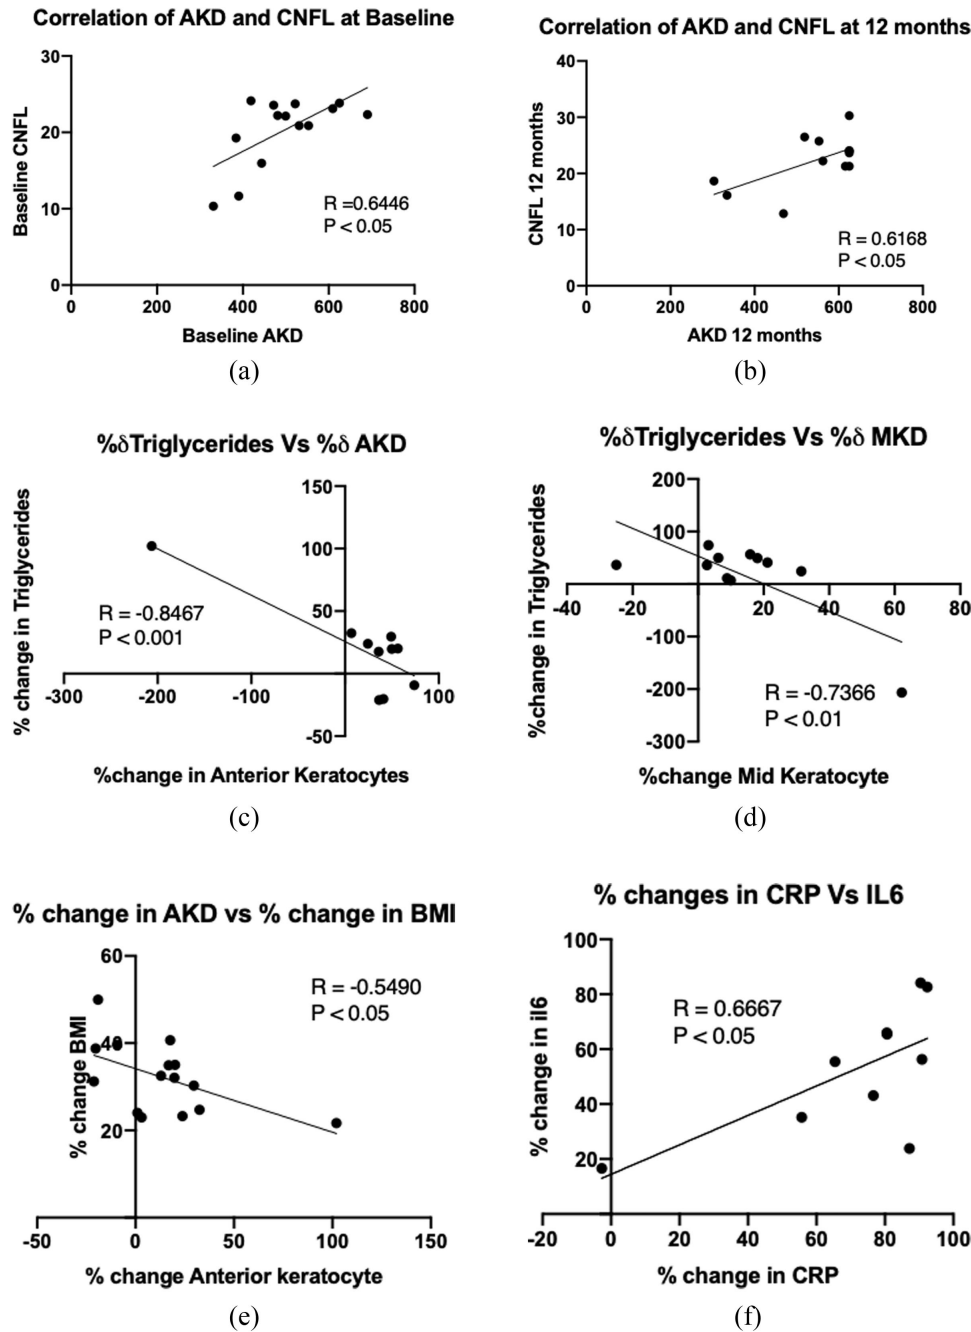 Correlation of AKD and CNFL at Baseline
30
20
10
0
0 200 400 600 800
Baseline CNFL
R =0.6446
P < 0.05
Baseline AKD
(a)
Correlation of AKD and CNFL at 12 months
40
30
20
10
0
0 200 400 600 800
CNFL 12 months
R = 0.6168
P < 0.05
AKD 12 months
(b)
%δTriglycerides Vs %δ AKD
150
100
50
-50
-300 -200 -100 100
% change in Triglycerides
R = -0.8467
P < 0.001
%change in Anterior Keratocytes
(c)
%δTriglycerides Vs %δ MKD
200
100
-100
-200
-300
-40 -20 20 40 60 80
%change in Triglycerides
R = -0.7366
P < 0.01
%change Mid Keratocyte
(d)
% change in AKD vs % change in BMI
60
40
20
-50 0 50 100 150
% change BMI
R = -0.5490
P < 0.05
% change Anterior keratocyte
(e)
% changes in CRP Vs IL6
100
80
60
40
20
-20 0 20 40 60 80 100
% change in il6
R = 0.6667
P < 0.05
% change in CRP
(f)